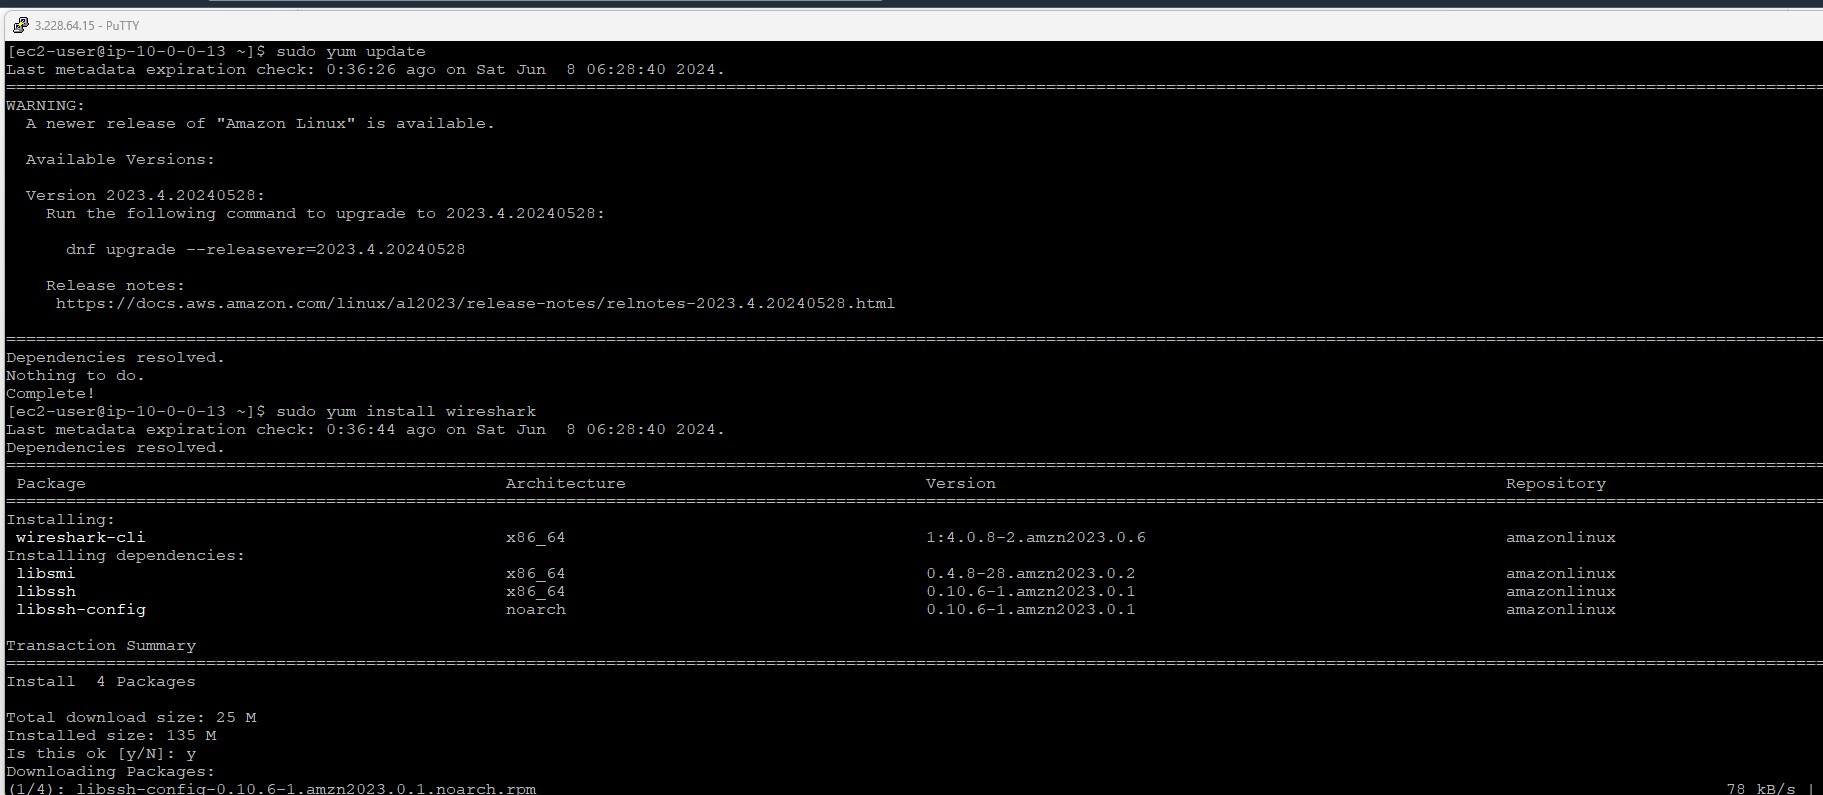 3.228.64.15 - PuTTY
[ec2-user@ip-10-0-0-13 ~]$ sudo yum update
Last metadata expiration check: 0:36:26 ago on Sat Jun  8 06:28:40 2024.
================================================================================
WARNING:
  A newer release of "Amazon Linux" is available.

  Available Versions:

  Version 2023.4.20240528:
    Run the following command to upgrade to 2023.4.20240528:

      dnf upgrade --releasever=2023.4.20240528

    Release notes:
     https://docs.aws.amazon.com/linux/al2023/release-notes/relnotes-2023.4.20240528.html

================================================================================
Dependencies resolved.
Nothing to do.
Complete!
[ec2-user@ip-10-0-0-13 ~]$ sudo yum install wireshark
Last metadata expiration check: 0:36:44 ago on Sat Jun  8 06:28:40 2024.
Dependencies resolved.
================================================================================
 Package Architecture Version Repository
================================================================================
Installing:
 wireshark-cli x86_64 1:4.0.8-2.amzn2023.0.6 amazonlinux
Installing dependencies:
 libsmi x86_64 0.4.8-28.amzn2023.0.2 amazonlinux
 libssh x86_64 0.10.6-1.amzn2023.0.1 amazonlinux
 libssh-config noarch 0.10.6-1.amzn2023.0.1 amazonlinux

Transaction Summary
================================================================================
Install  4 Packages

Total download size: 25 M
Installed size: 135 M
Is this ok [y/N]: y
Downloading Packages:
(1/4): libssh-config-0.10.6-1.amzn2023.0.1.noarch.rpm 78 kB/s |